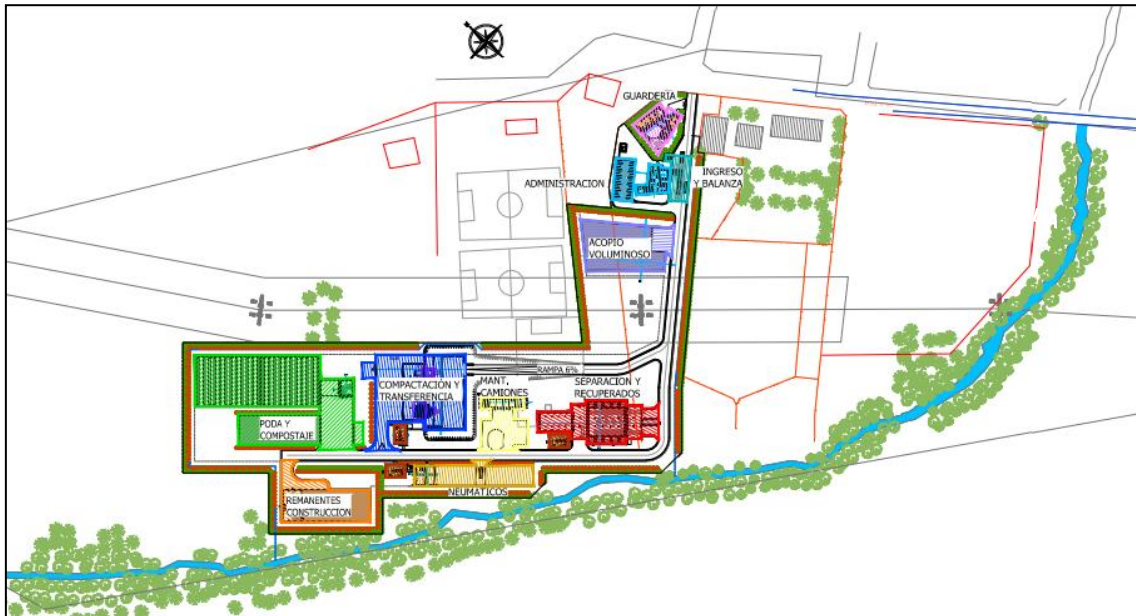 GUARDERIA
ADMINISTRACION
INGRESO
Y BALANZA
ACOPIO
VOLUMINOSO
RAMPA 6%
COMPACTACIÓN Y
TRANSFERENCIA
MANT.
CAMIONES
SEPARACION Y
RECUPERADOS
PODA Y
COMPOSTAJE
NEUMATICOS
REMANENTES
CONSTRUCCION